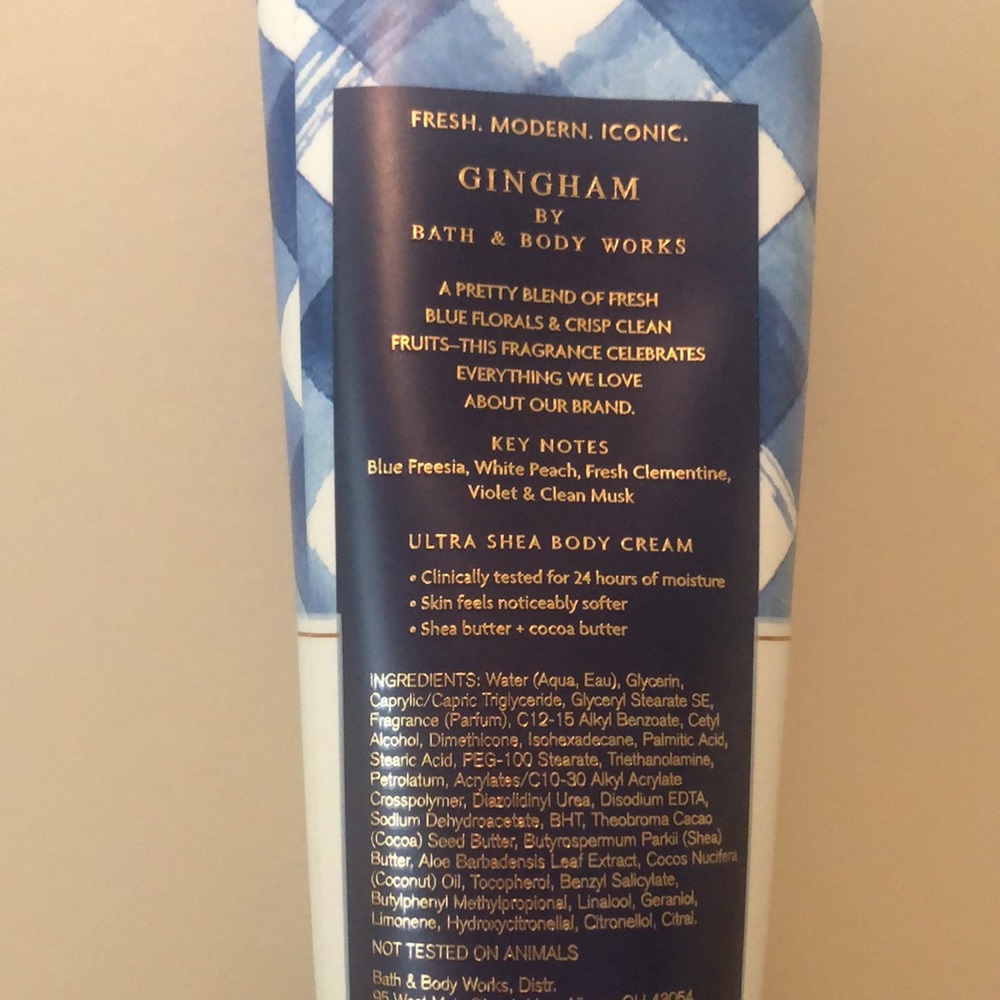 FRESH. MODERN. ICONIC.
GINGHAM
BY
BATH & BODY WORKS
A PRETTY BLEND OF FRESH
BLUE FLORALS & CRISP CLEAN
FRUITS–THIS FRAGRANCE CELEBRATES
EVERYTHING WE LOVE
ABOUT OUR BRAND.
KEY NOTES
Blue Freesia, White Peach, Fresh Clementine,
Violet & Clean Musk
ULTRA SHEA BODY CREAM
• Clinically tested for 24 hours of moisture
• Skin feels noticeably softer
• Shea butter + cocoa butter
INGREDIENTS: Water (Aqua, Eau), Glycerin,
Caprylic/Capric Triglyceride, Glyceryl Stearate SE,
Fragrance (Parfum), C12-15 Alkyl Benzoate, Cetyl
Alcohol, Dimethicone, Isohexadecane, Palmitic Acid,
Stearic Acid, PEG-100 Stearate, Triethanolamine,
Petrolatum, Acrylates/C10-30 Alkyl Acrylate
Crosspolymer, Diazolidinyl Urea, Disodium EDTA,
Sodium Dehydroacetate, BHT, Theobroma Cacao
(Cocoa) Seed Butter, Butyrospermum Parkii (Shea)
Butter, Aloe Barbadensis Leaf Extract, Cocos Nucifera
(Coconut) Oil, Tocopherol, Benzyl Salicylate,
Butylphenyl Methylpropional, Linalool, Geraniol,
Limonene, Hydroxycitronellal, Citronellol, Citral.
NOT TESTED ON ANIMALS
Bath & Body Works, Distr.
OH 43054